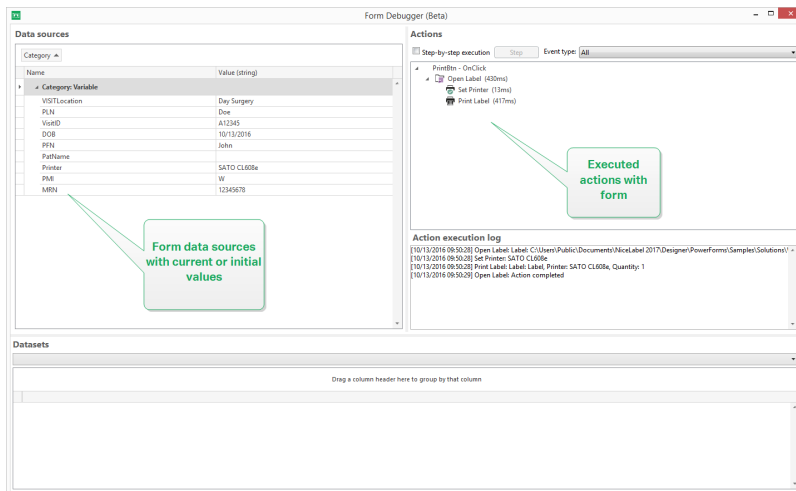 Form Debugger (Beta)
Data sources
Category
Name Value (string)
Category: Variable
VISITLocation Day Surgery
PLN Doe
VisitID A12345
DOB 10/13/2016
PFN John
PatName
Printer SATO CL608e
PMI W
MRN 12345678
Form data sources
with current or initial
values
Actions
Step-by-step execution Step Event type: All
PrintBtn - OnClick
Open Label (430ms)
Set Printer (13ms)
Print Label (417ms)
Executed
actions with
form
Action execution log
[10/13/2016 09:50:28] Open Label: Label: C:\Users\Public\Documents\NiceLabel 2017\Designer\PowerForms\Samples\Solutions\
[10/13/2016 09:50:28] Set Printer: SATO CL608e
[10/13/2016 09:50:28] Print Label: Label: Label, Printer: SATO CL608e, Quantity: 1
[10/13/2016 09:50:29] Open Label: Action completed
Datasets
Drag a column header here to group by that column